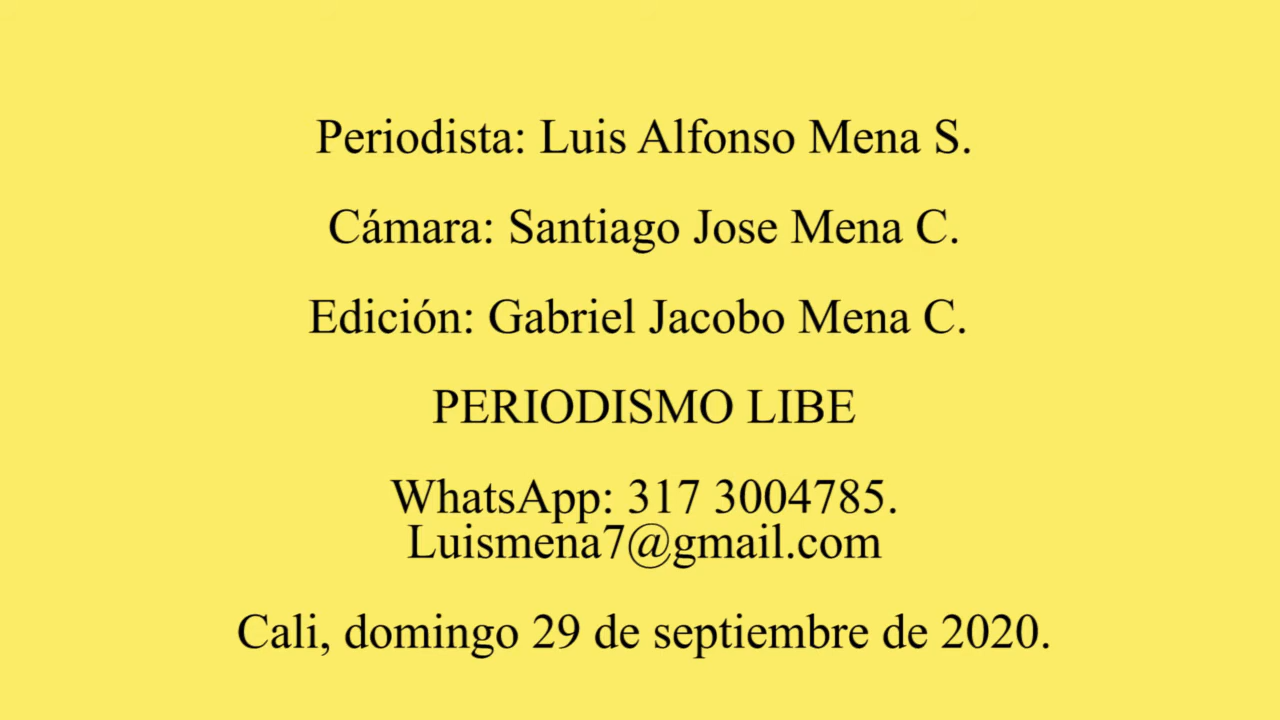 Periodista: Luis Alfonso Mena S.
Cámara: Santiago Jose Mena C.
Edición: Gabriel Jacobo Mena C.
PERIODISMO LIBE
WhatsApp: 317 3004785.
Luismena7@gmail.com
Cali, domingo 29 de septiembre de 2020.